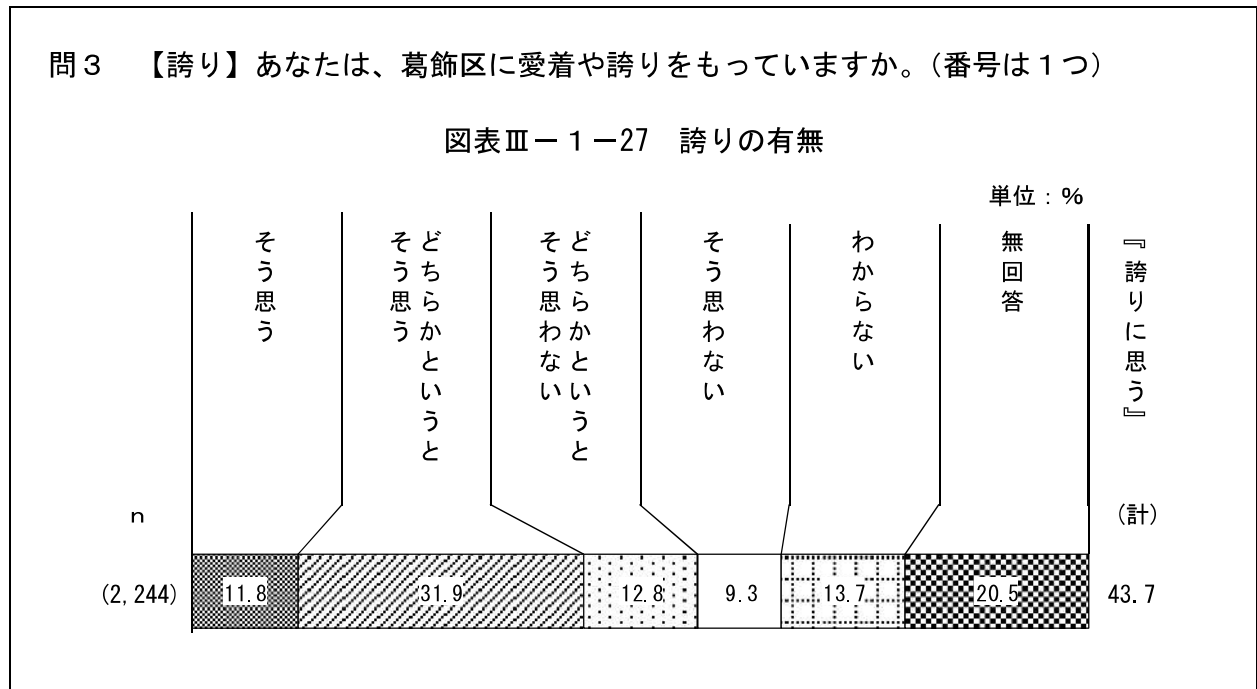 問３　【誇り】あなたは、葛飾区に愛着や誇りをもっていますか。（番号は１つ）
図表Ⅲ－１－27　誇りの有無
単位：％
そう思う
どちらかというと
そう思う
どちらかというと
そう思わない
そう思わない
わからない
無回答
『誇りに思う』
ｎ
（計）
(2,244)
11.8
31.9
12.8
9.3
13.7
20.5
43.7